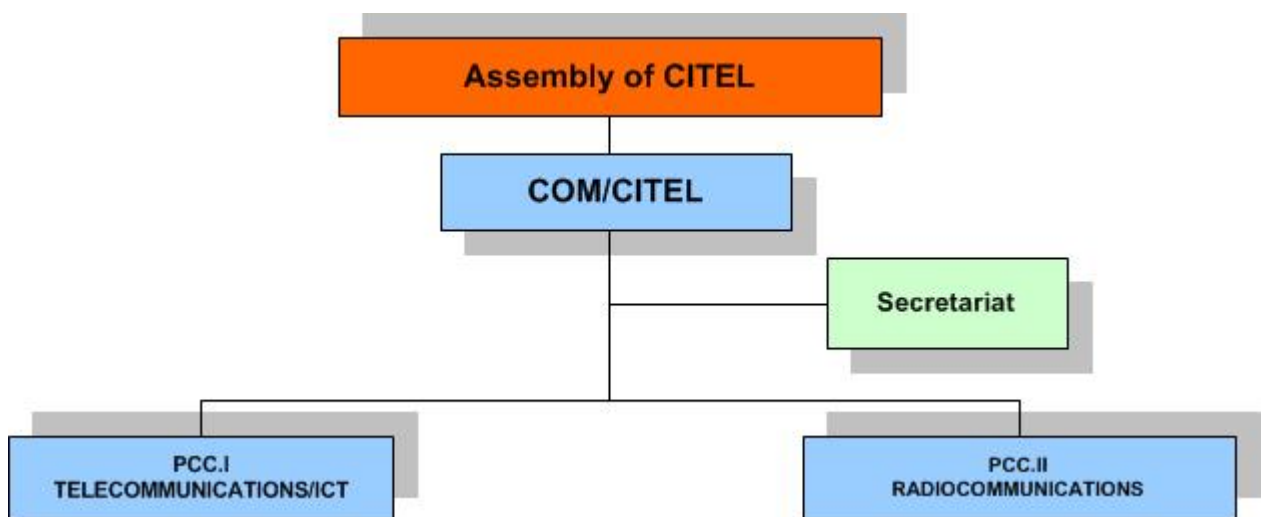 Assembly of CITEL
COM/CITEL
Secretariat
PCC.I
TELECOMMUNICATIONS/ICT
PCC.II
RADIOCOMMUNICATIONS